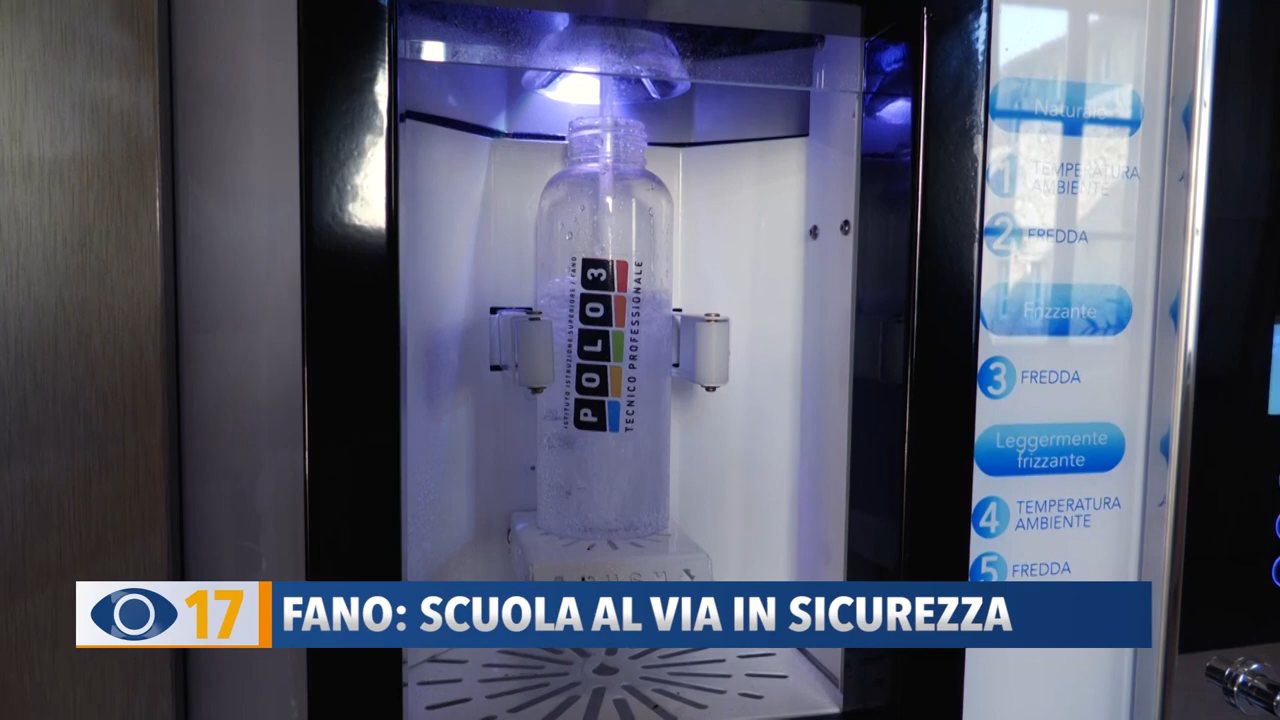 Naturale
1 TEMPERATURA
AMBIENTE
2 FREDDA
Frizzante
3 FREDDA
Leggermente
frizzante
4 TEMPERATURA
AMBIENTE
5 FREDDA
ISTITUTO ISTRUZIONE SUPERIORE / FANO
POLO 3
TECNICO PROFESSIONALE
17 FANO: SCUOLA AL VIA IN SICUREZZA